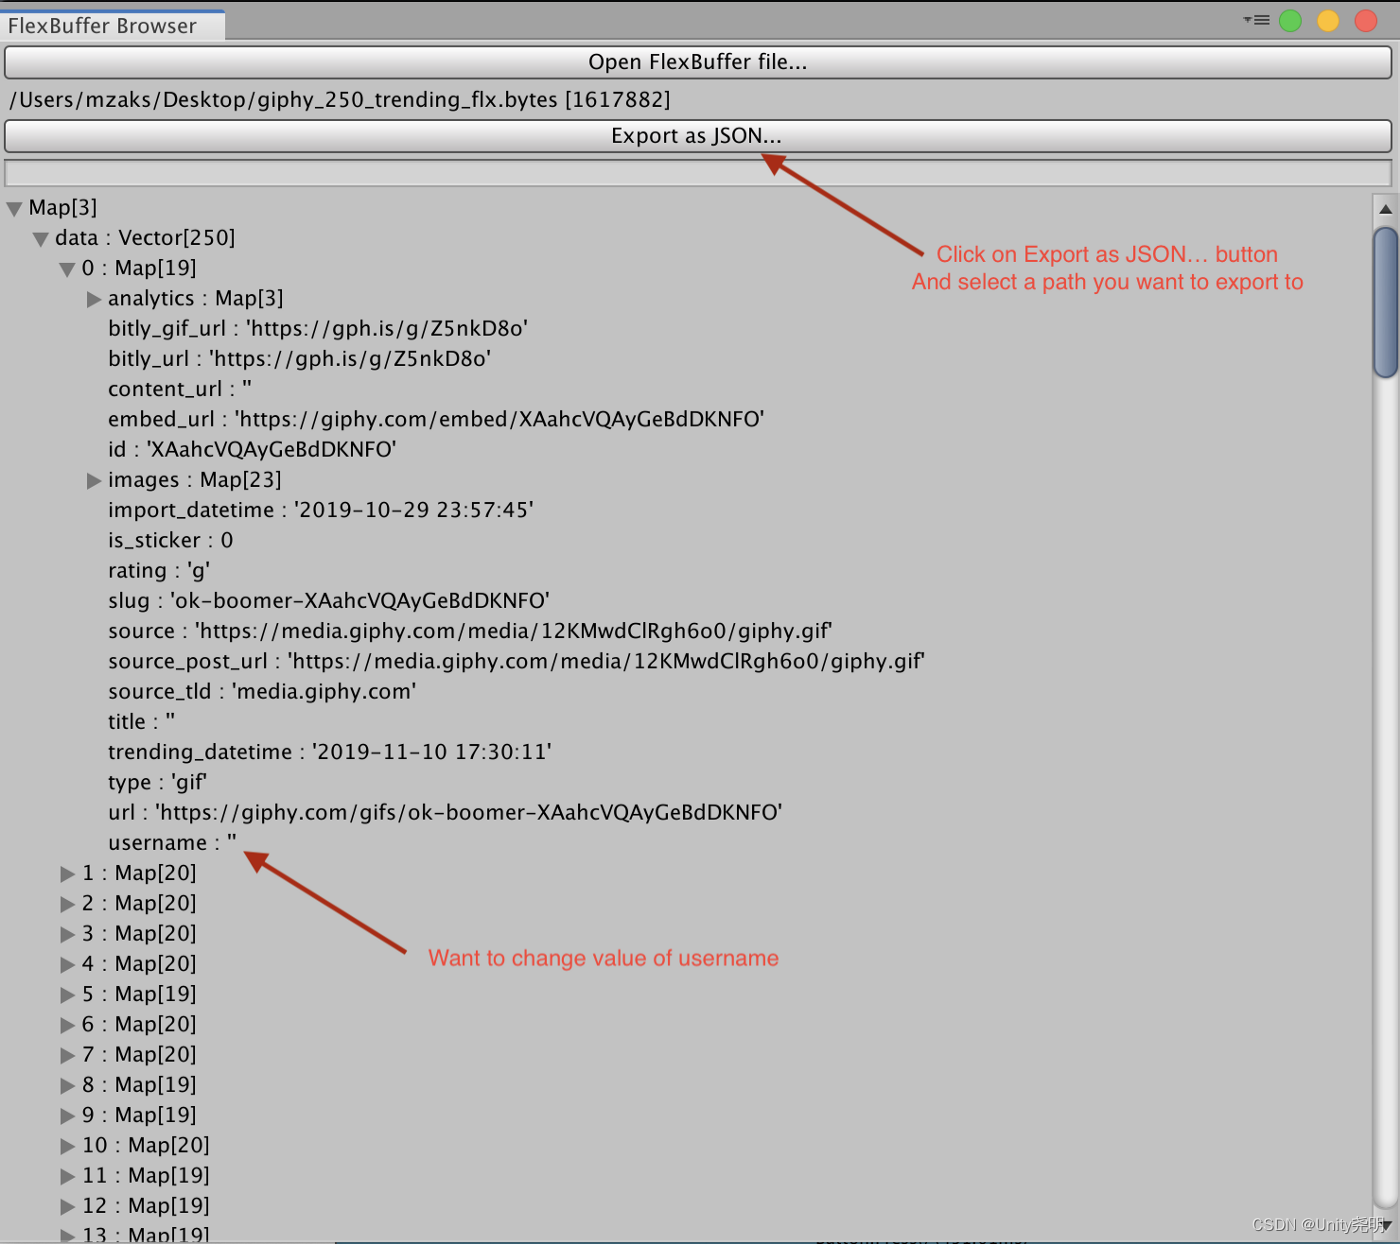 FlexBuffer Browser
Open FlexBuffer file...
/Users/mzaks/Desktop/giphy_250_trending_flx.bytes [1617882]
Export as JSON...
Map[3]
data : Vector[250]
0 : Map[19]
Click on Export as JSON... button
And select a path you want to export to
analytics : Map[3]
bitly_gif_url : 'https://gph.is/g/Z5nkD8o'
bitly_url : 'https://gph.is/g/Z5nkD8o'
content_url : ''
embed_url : 'https://giphy.com/embed/XAahcVQAyGeBdDKNFO'
id : 'XAahcVQAyGeBdDKNFO'
images : Map[23]
import_datetime : '2019-10-29 23:57:45'
is_sticker : 0
rating : 'g'
slug : 'ok-boomer-XAahcVQAyGeBdDKNFO'
source : 'https://media.giphy.com/media/12KMwdClRgh6o0/giphy.gif'
source_post_url : 'https://media.giphy.com/media/12KMwdClRgh6o0/giphy.gif'
source_tld : 'media.giphy.com'
title : ''
trending_datetime : '2019-11-10 17:30:11'
type : 'gif'
url : 'https://giphy.com/gifs/ok-boomer-XAahcVQAyGeBdDKNFO'
username : ''
1 : Map[20]
2 : Map[20]
3 : Map[20]
Want to change value of username
4 : Map[20]
5 : Map[19]
6 : Map[20]
7 : Map[20]
8 : Map[19]
9 : Map[19]
10 : Map[20]
11 : Map[19]
12 : Map[19]
13 : Map[19]
CSDN @Unity尧明